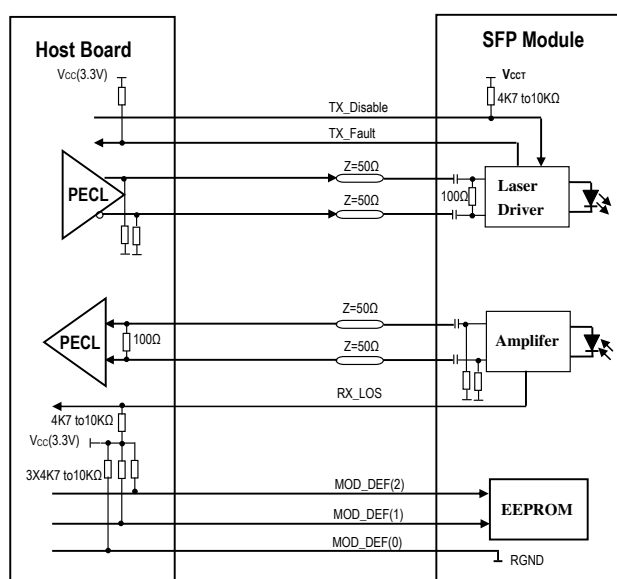 Host Board
SFP Module
Vcc(3.3V)
VCCT
4K7 to10KΩ
TX_Disable
TX_Fault
PECL
Z=50Ω
Z=50Ω
100Ω
Laser
Driver
PECL
100Ω
Z=50Ω
Z=50Ω
Amplifer
RX_LOS
4K7 to10KΩ
Vcc(3.3V)
3X4K7 to10KΩ
MOD_DEF(2)
MOD_DEF(1)
MOD_DEF(0)
EEPROM
RGND